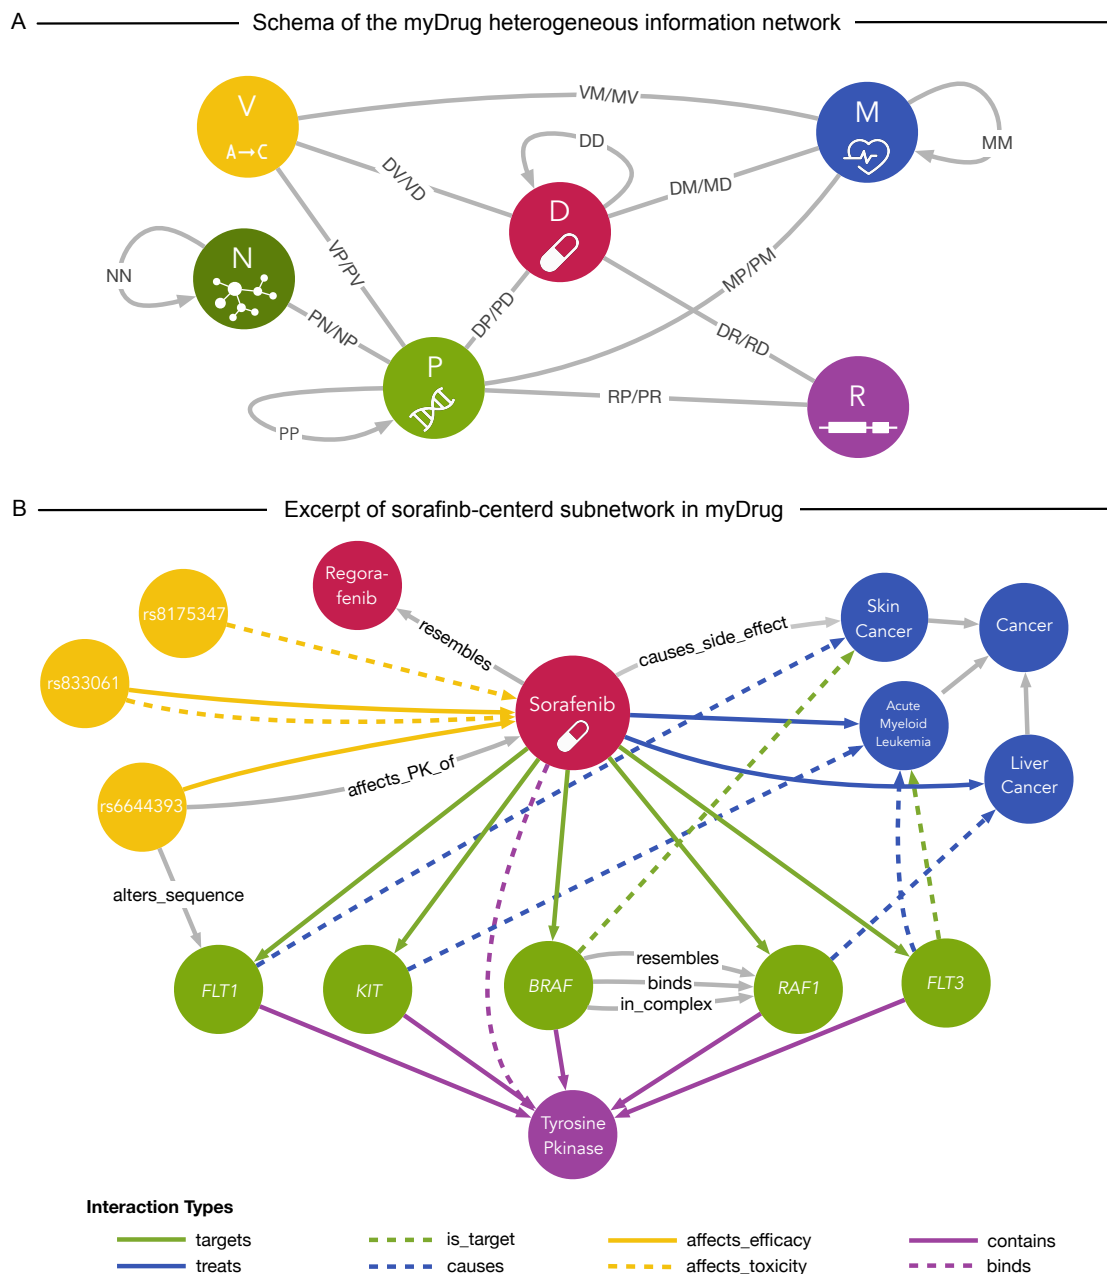 A
Schema of the myDrug heterogeneous information network
V
A→C
VM/MV
M
MM
DD
DV/VD
DM/MD
D
N
NN
VP/PV
MP/PM
PN/NP
DP/PD
DR/RD
P
RP/PR
R
PP
B
Excerpt of sorafinb-centerd subnetwork in myDrug
Regora-
fenib
rs8175347
Skin
Cancer
Cancer
resembles
causes_side_effect
rs833061
Sorafenib
Acute
Myeloid
Leukemia
affects_PK_of
Liver
Cancer
rs6644393
alters_sequence
resembles
binds
in_complex
FLT1
KIT
BRAF
RAF1
FLT3
Tyrosine
Pkinase
Interaction Types
targets
is_target
affects_efficacy
contains
treats
causes
affects_toxicity
binds